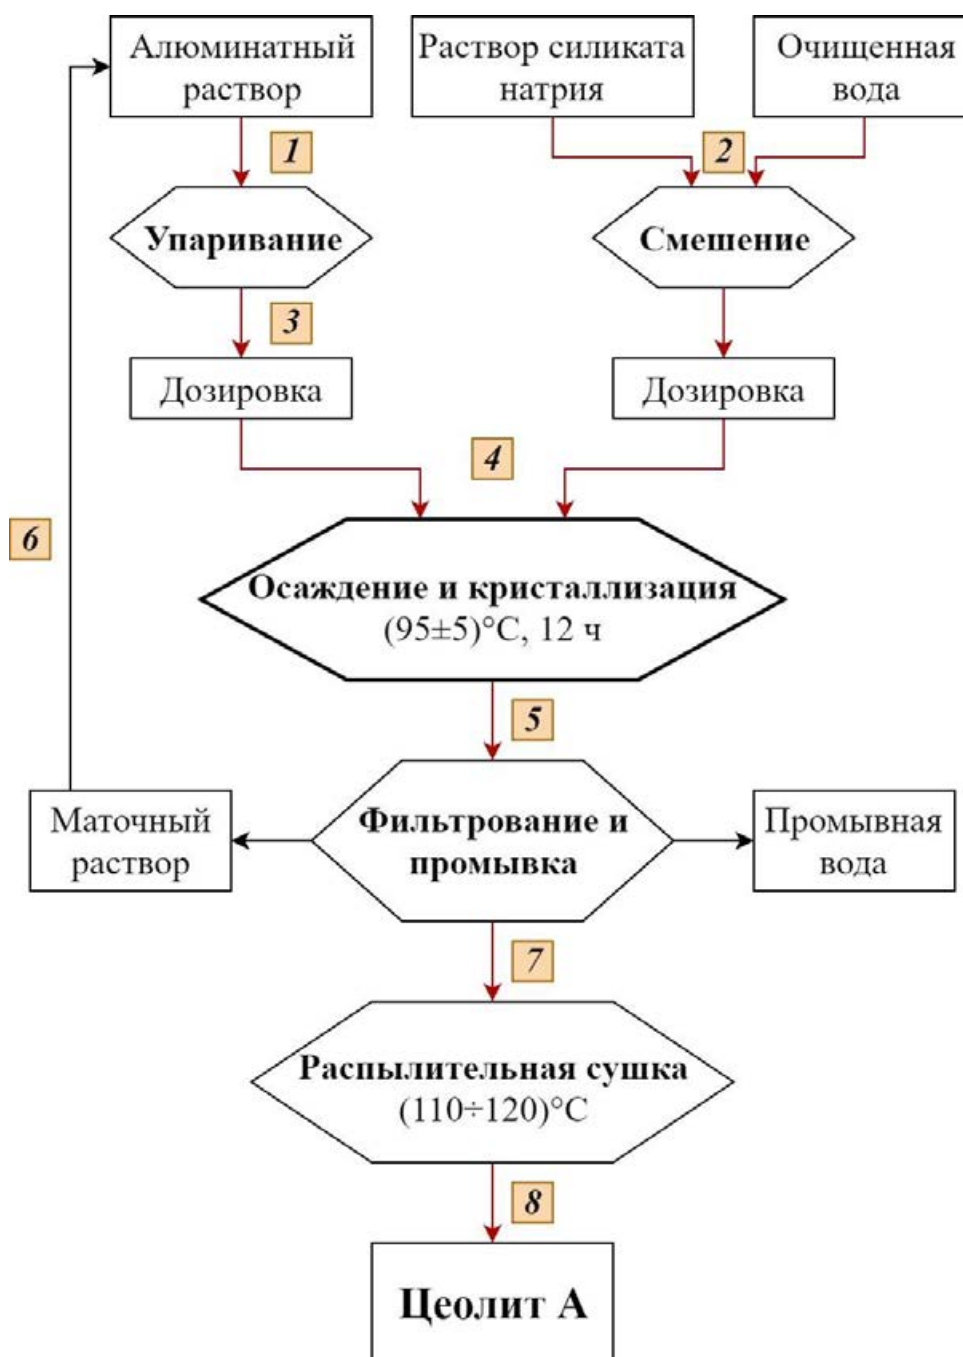 Алюминатный
раствор
Раствор силиката
натрия
Очищенная
вода
1
2
Упаривание
Смешение
3
Дозировка
Дозировка
4
6
Осаждение и кристаллизация
(95±5)°C, 12 ч
5
Маточный
раствор
Фильтрование и
промывка
Промывная
вода
7
Распылительная сушка
(110÷120)°C
8
Цеолит А